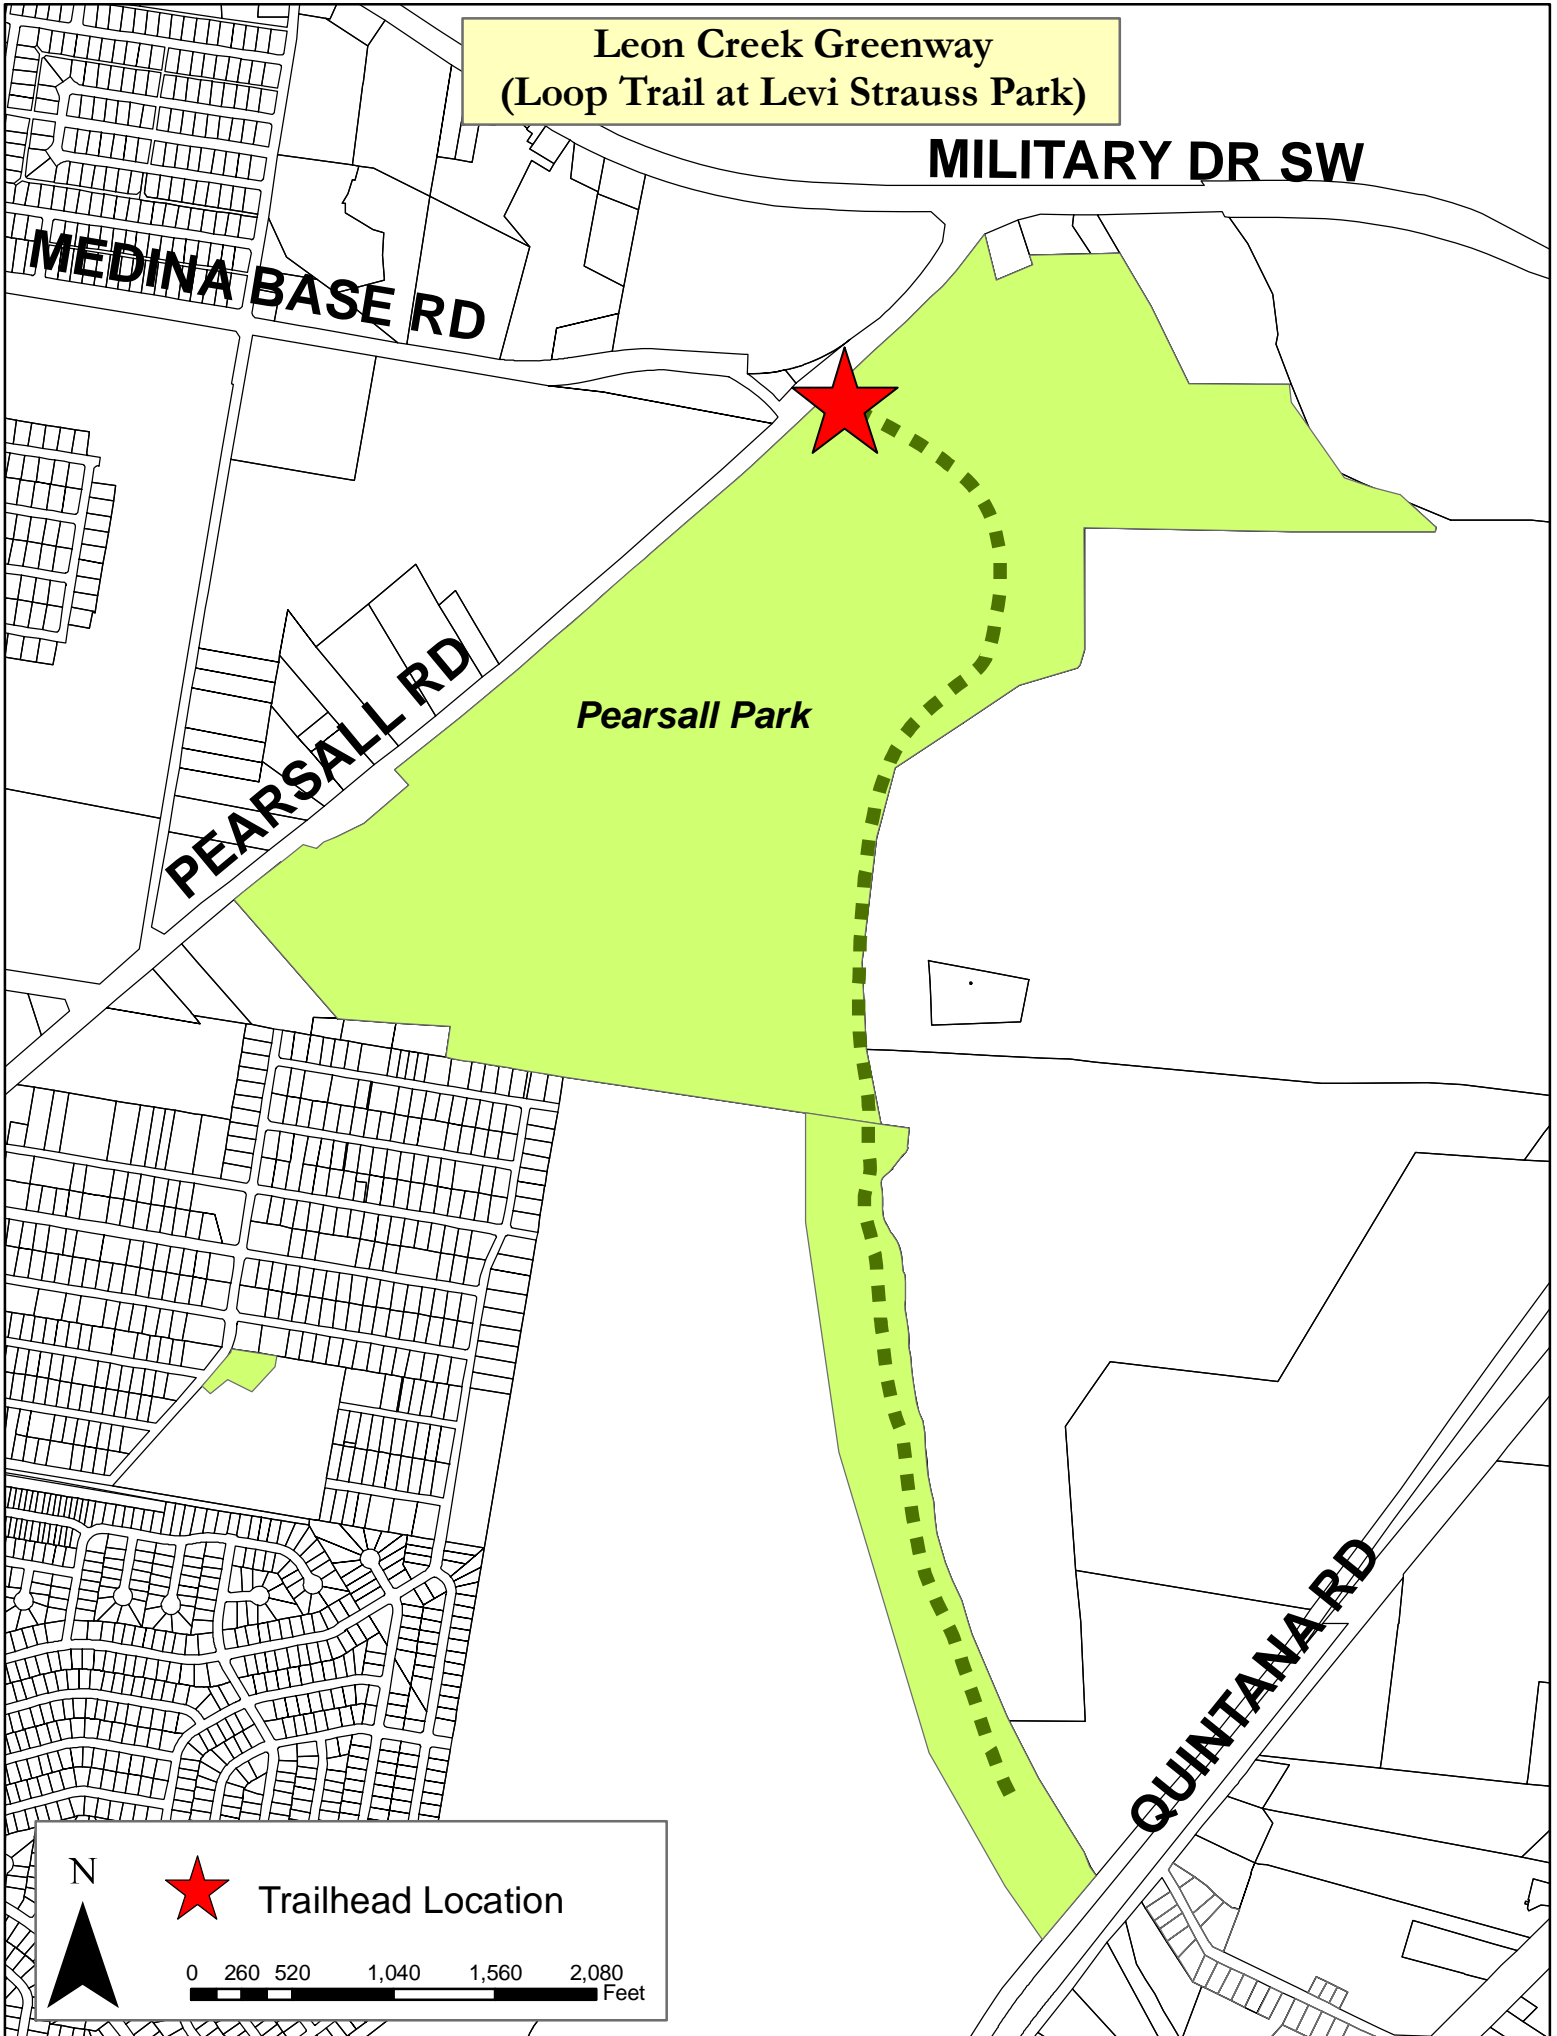 Leon Creek Greenway
(Loop Trail at Levi Strauss Park)
MILITARY DR SW
MEDINA BASE RD
PEARSALL RD
Pearsall Park
QUINTANA RD
N
Trailhead Location
0 260 520 1,040 1,560 2,080
Feet